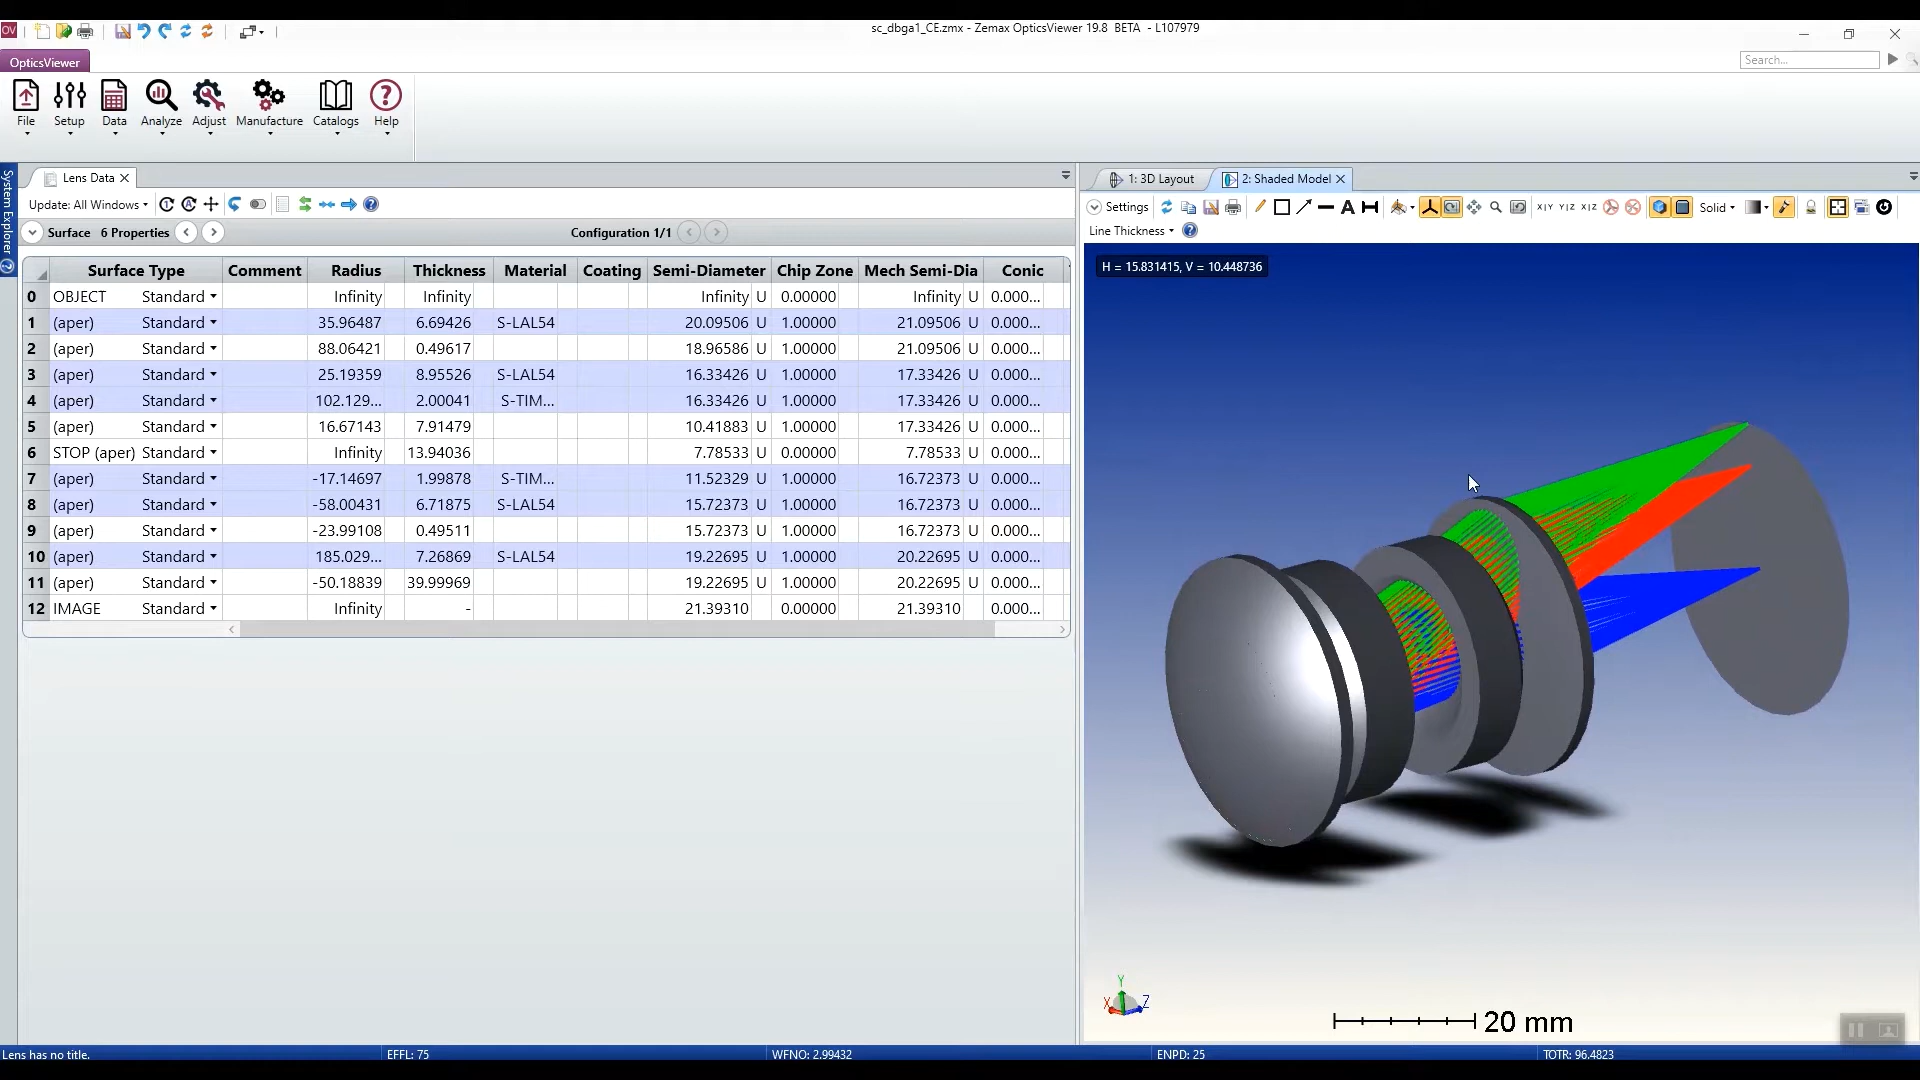 OV
sc_dbga1_CE.zmx - Zemax OpticsViewer 19.8 BETA - L107979
OpticsViewer
Search...
File Setup Data Analyze Adjust Manufacture Catalogs Help
System Explorer
Lens Data
Update: All Windows
Surface 6 Properties Configuration 1/1
Surface Type Comment Radius Thickness Material Coating Semi-Diameter Chip Zone Mech Semi-Dia Conic
0 OBJECT Standard Infinity Infinity Infinity U 0.00000 Infinity U 0.000...
1 (aper) Standard 35.96487 6.69426 S-LAL54 20.09506 U 1.00000 21.09506 U 0.000...
2 (aper) Standard 88.06421 0.49617 18.96586 U 1.00000 21.09506 U 0.000...
3 (aper) Standard 25.19359 8.95526 S-LAL54 16.33426 U 1.00000 17.33426 U 0.000...
4 (aper) Standard 102.129... 2.00041 S-TIM... 16.33426 U 1.00000 17.33426 U 0.000...
5 (aper) Standard 16.67143 7.91479 10.41883 U 1.00000 17.33426 U 0.000...
6 STOP (aper) Standard Infinity 13.94036 7.78533 U 0.00000 7.78533 U 0.000...
7 (aper) Standard -17.14697 1.99878 S-TIM... 11.52329 U 1.00000 16.72373 U 0.000...
8 (aper) Standard -58.00431 6.71875 S-LAL54 15.72373 U 1.00000 16.72373 U 0.000...
9 (aper) Standard -23.99108 0.49511 15.72373 U 1.00000 16.72373 U 0.000...
10 (aper) Standard 185.029... 7.26869 S-LAL54 19.22695 U 1.00000 20.22695 U 0.000...
11 (aper) Standard -50.18839 39.99969 19.22695 U 1.00000 20.22695 U 0.000...
12 IMAGE Standard Infinity - 21.39310 0.00000 21.39310 0.000...
1: 3D Layout 2: Shaded Model
Settings A X|Y Y|Z X|Z Solid
Line Thickness
H = 15.831415, V = 10.448736
Y
X Z
20 mm
Lens has no title. EFFL: 75 WFNO: 2.99432 ENPD: 25 TOTR: 96.4823